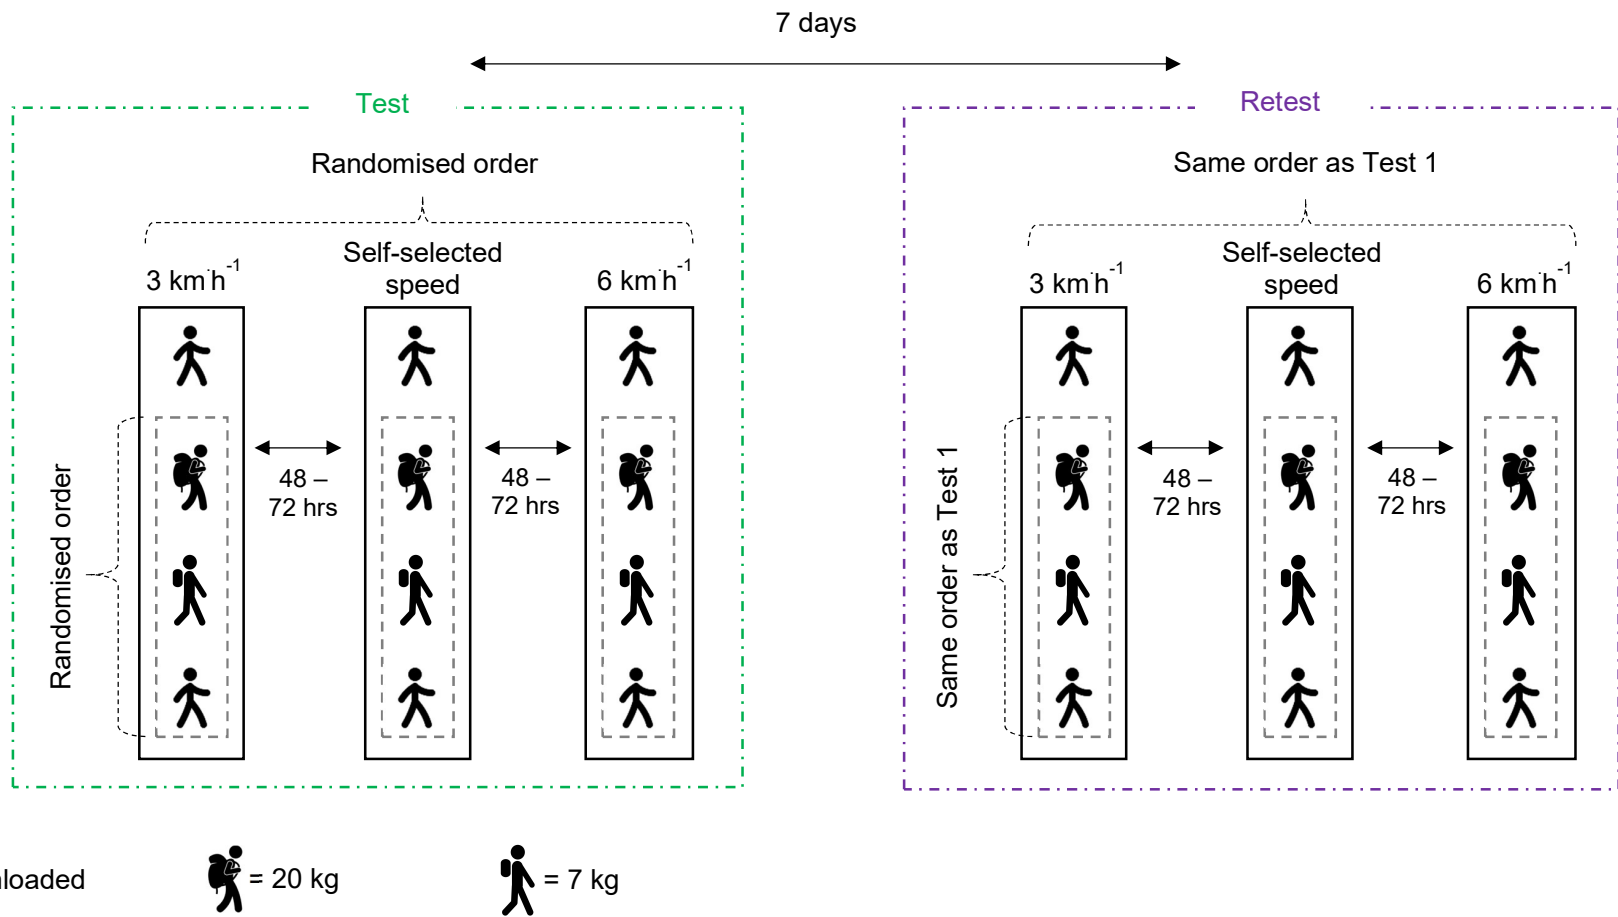 7 days
Test
Randomised order
3 km·h⁻¹
Self-selected
speed
6 km·h⁻¹
Randomised order
48 –
72 hrs
48 –
72 hrs
Retest
Same order as Test 1
3 km·h⁻¹
Self-selected
speed
6 km·h⁻¹
Same order as Test 1
48 –
72 hrs
48 –
72 hrs
loaded
= 20 kg
= 7 kg